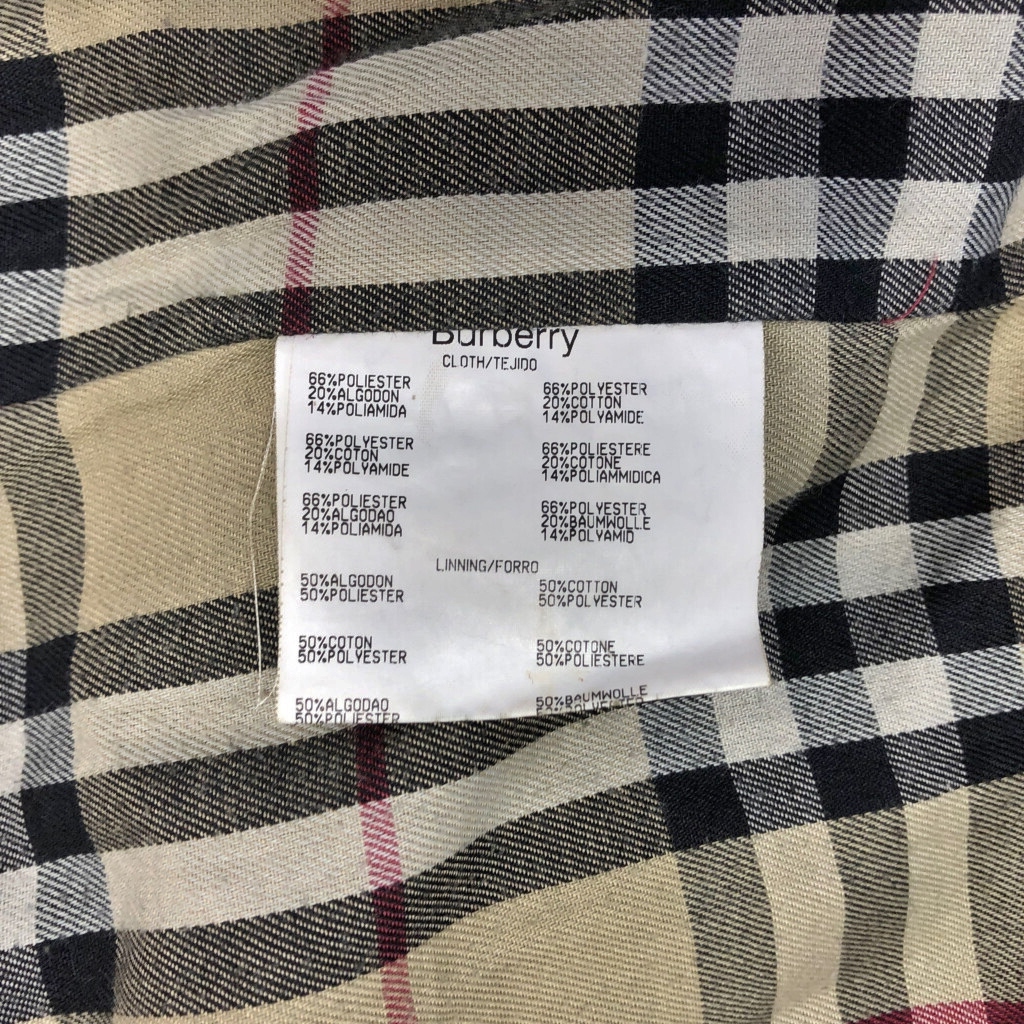 Burberry
CLOTH/TEJIDO
66%POLIESTER
20%ALGODON
14%POLIAMIDA
66%POLYESTER
20%COTTON
14%POLYAMIDE.
66%POLYESTER
20%COTON
14%POLYAMIDE
66%POLIESTERE
20%COTONE
14%POLIAMMIDICA
66%POLIESTER
20%ALGODAO
14%POLIAMIDA
66%POLYESTER
20%BAUMWOLLE
14%POLYAMID
LINNING/FORRO
50%ALGODON
50%POLIESTER
50%COTTON
50%POLYESTER
50%COTON
50%POLYESTER
50%COTONE
50%POLIESTERE
50%ALGODAO
50%POLIESTER
50%BAUMWOLLE